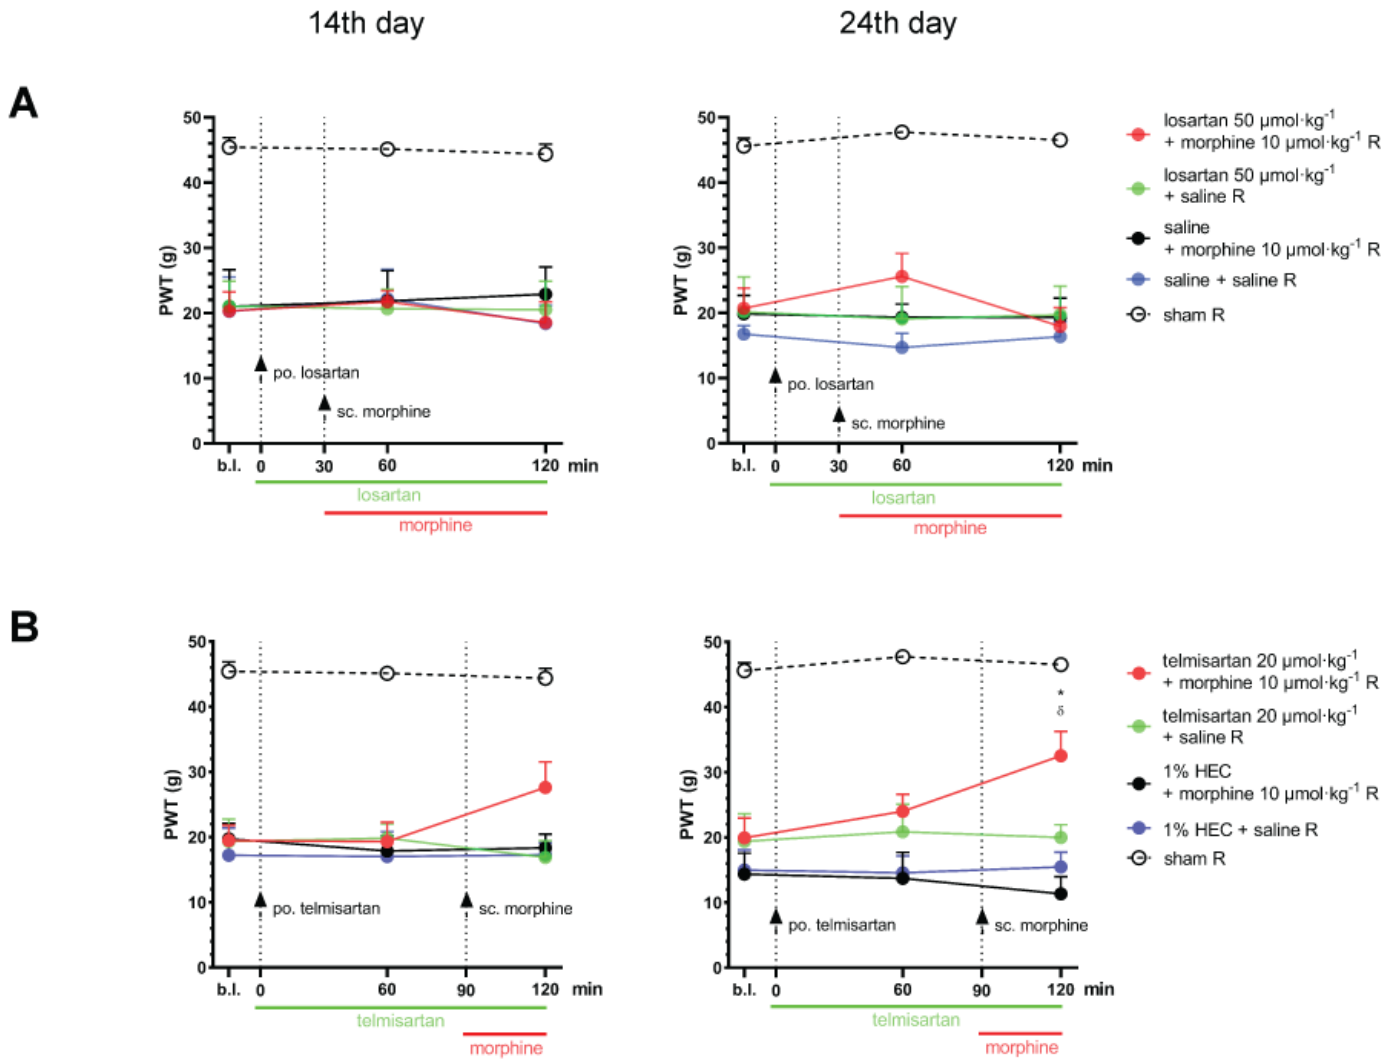 14th day
24th day
A
50
40
30
20
10
0
PWT (g)
po. losartan
sc. morphine
b.l. 0 30 60 120 min
losartan
morphine
50
40
30
20
10
0
PWT (g)
po. losartan
sc. morphine
b.l. 0 30 60 120 min
losartan
morphine
losartan 50 µmol·kg⁻¹
+ morphine 10 µmol·kg⁻¹ R
losartan 50 µmol·kg⁻¹
+ saline R
saline
+ morphine 10 µmol·kg⁻¹ R
saline + saline R
sham R
B
50
40
30
20
10
0
PWT (g)
po. telmisartan
sc. morphine
b.l. 0 60 90 120 min
telmisartan
morphine
50
40
30
20
10
0
PWT (g)
*
δ
po. telmisartan
sc. morphine
b.l. 0 60 90 120 min
telmisartan
morphine
telmisartan 20 µmol·kg⁻¹
+ morphine 10 µmol·kg⁻¹ R
telmisartan 20 µmol·kg⁻¹
+ saline R
1% HEC
+ morphine 10 µmol·kg⁻¹ R
1% HEC + saline R
sham R